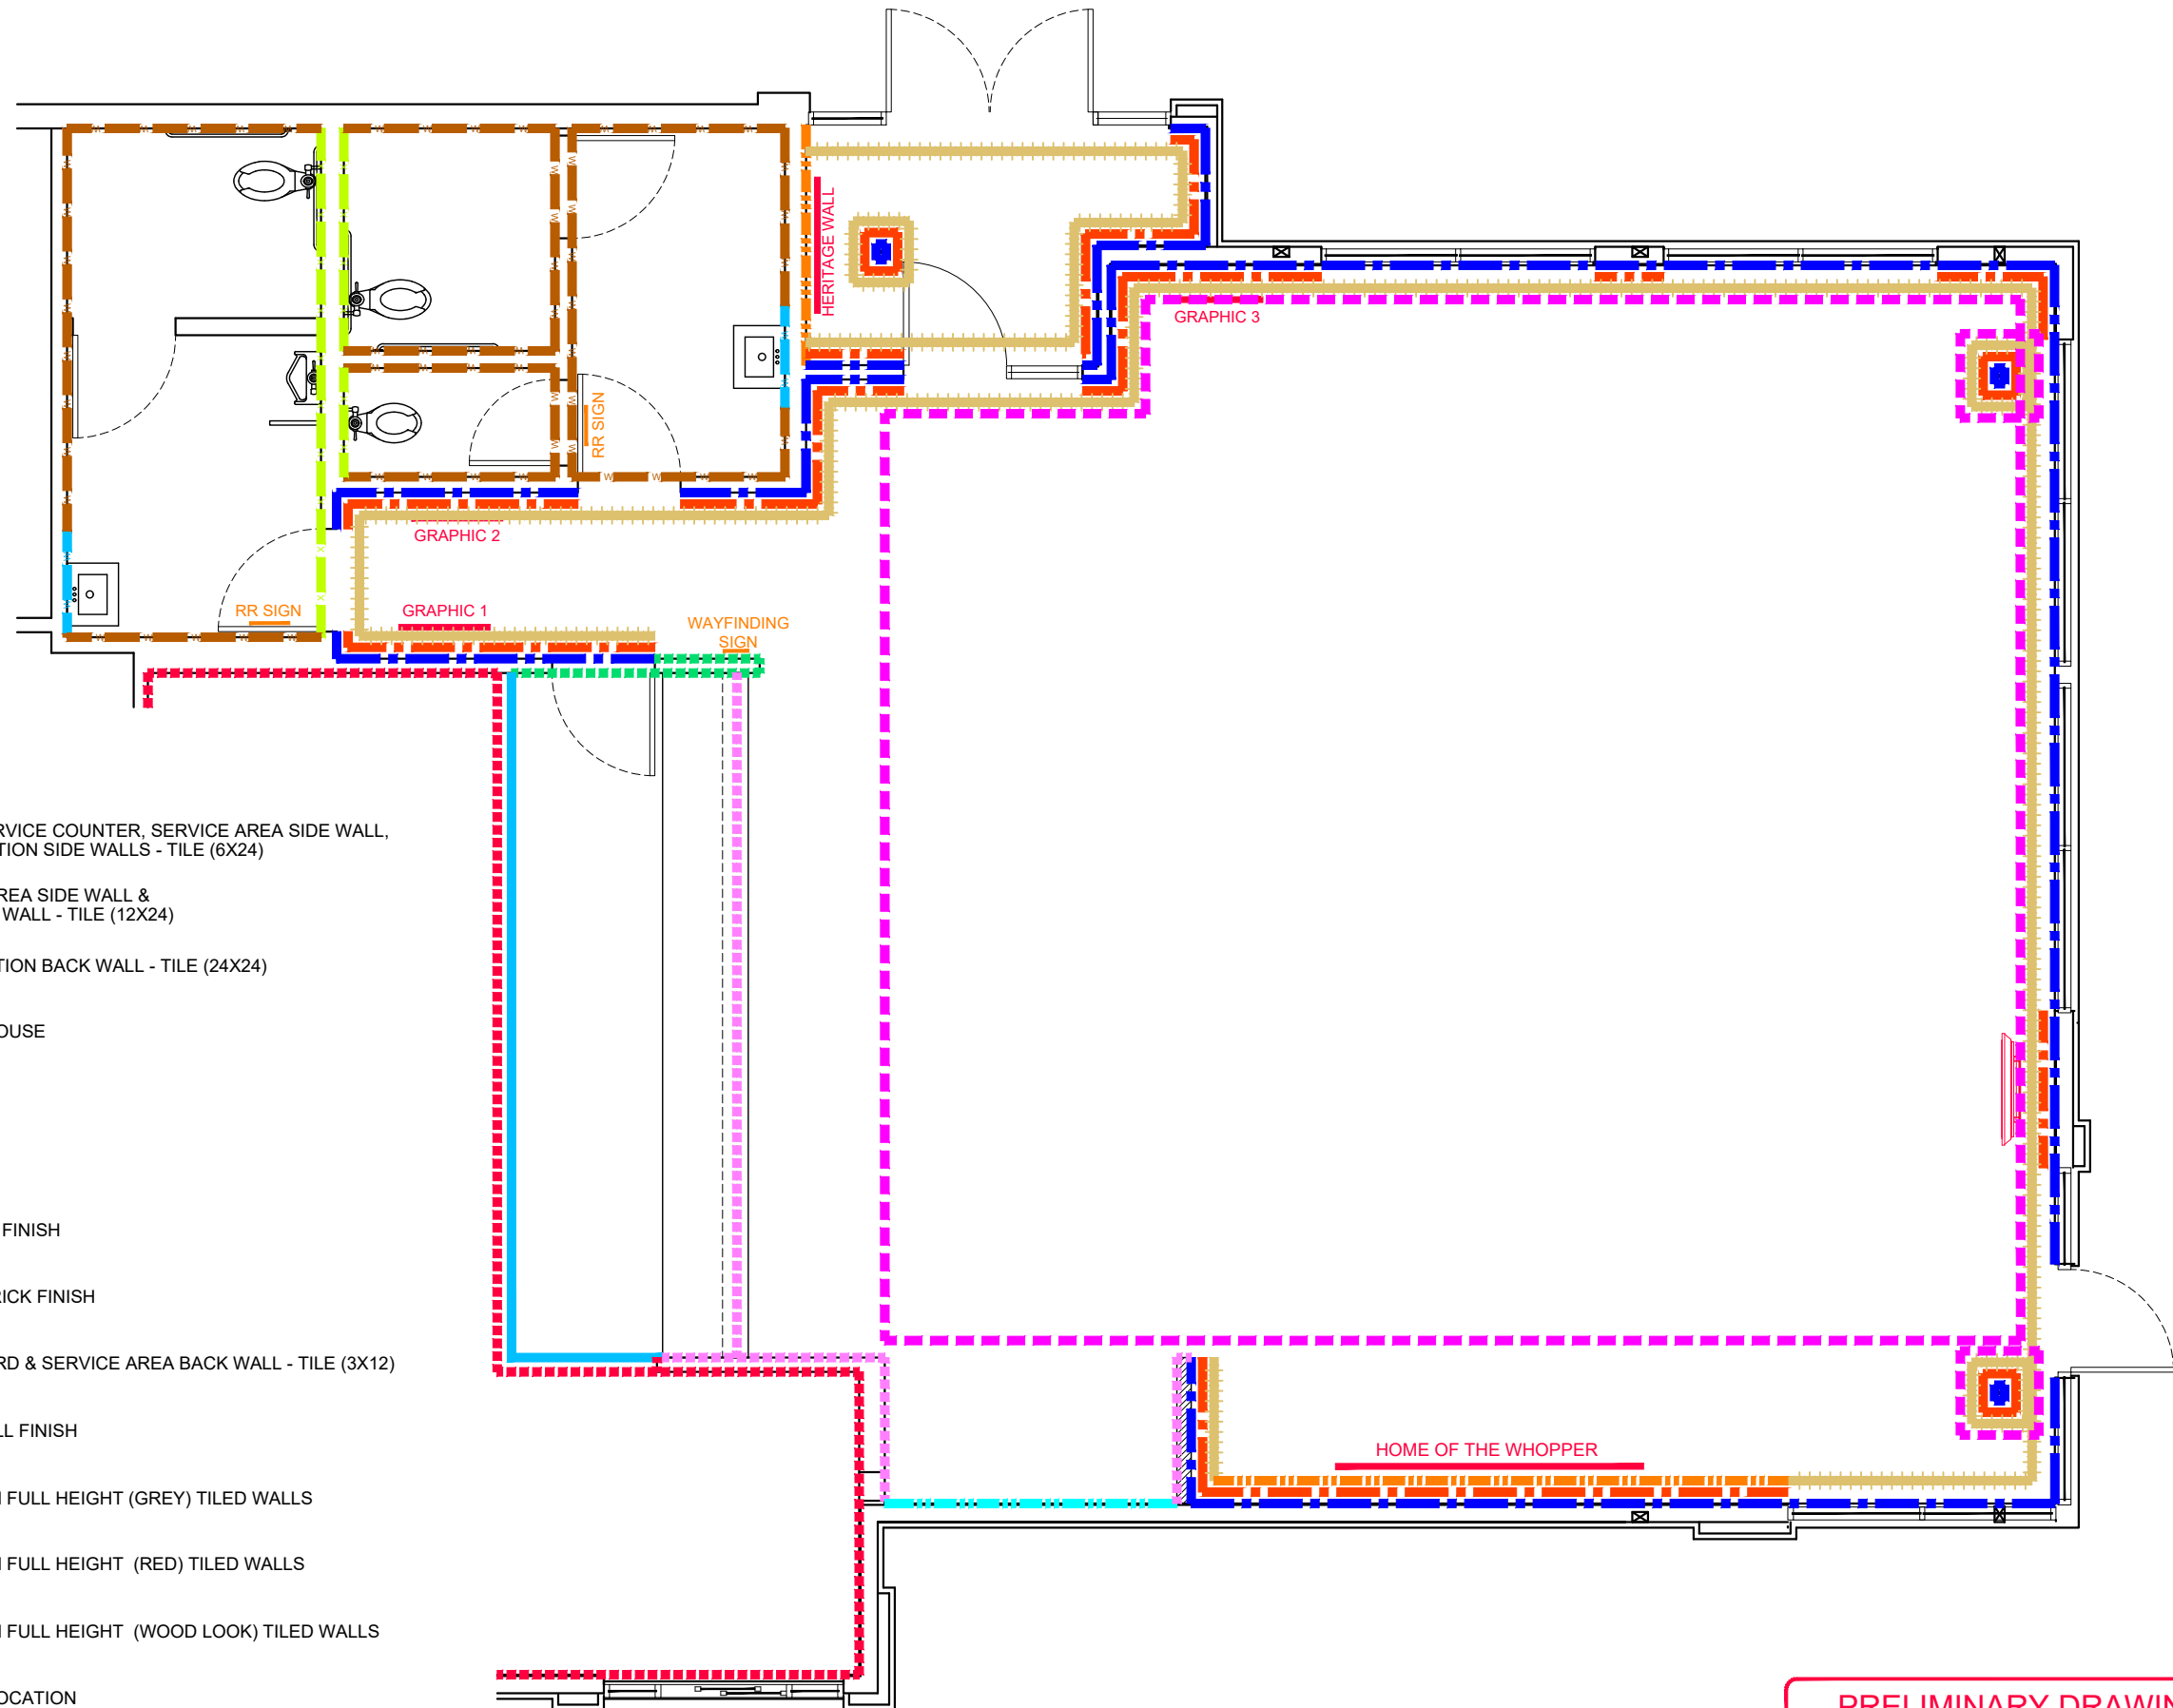 HERITAGE WALL
GRAPHIC 3
RR SIGN
GRAPHIC 2
RR SIGN
GRAPHIC 1
WAYFINDING
SIGN
RVICE COUNTER, SERVICE AREA SIDE WALL,
TION SIDE WALLS - TILE (6X24)
REA SIDE WALL &
WALL - TILE (12X24)
TION BACK WALL - TILE (24X24)
OUSE
FINISH
RICK FINISH
RD & SERVICE AREA BACK WALL - TILE (3X12)
LL FINISH
FULL HEIGHT (GREY) TILED WALLS
FULL HEIGHT (RED) TILED WALLS
FULL HEIGHT (WOOD LOOK) TILED WALLS
OCATION
HOME OF THE WHOPPER
PRELIMINARY DRAWIN